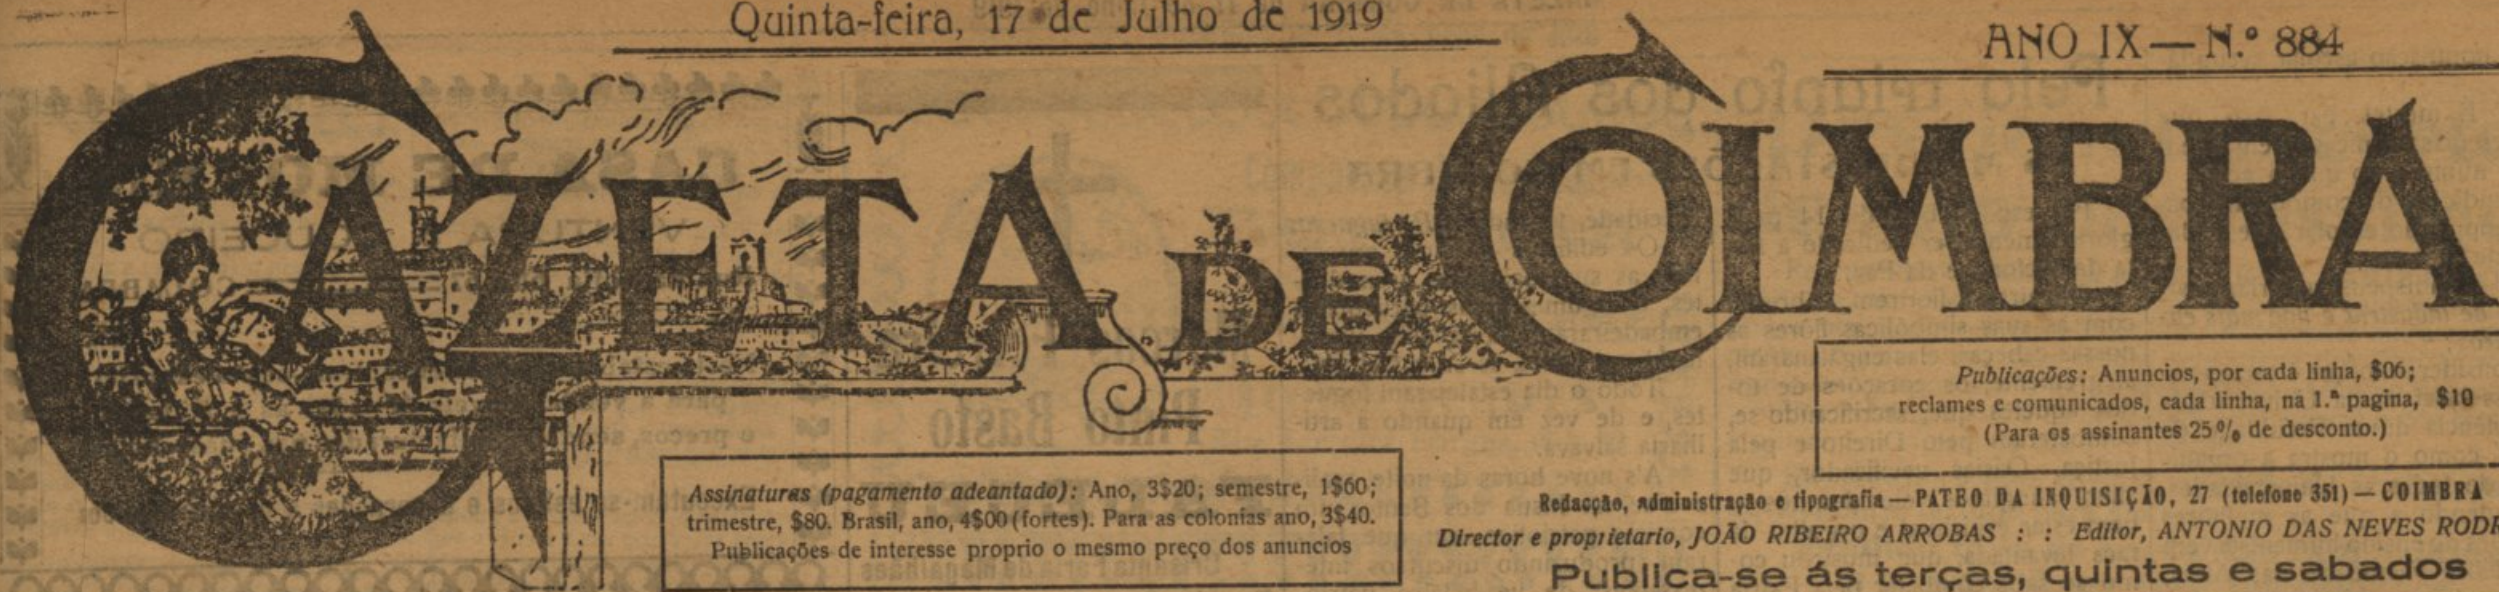 Quinta-feira, 17 de Julho de 1919
ANO IX — N.º 884
GAZETA DE COIMBRA
Assinaturas (pagamento adeantado): Ano, 3$20; semestre, 1$60;
trimestre, $80. Brasil, ano, 4$00 (fortes). Para as colonias ano, 3$40.
Publicações de interesse proprio o mesmo preço dos anuncios
Publicações: Anuncios, por cada linha, $06;
reclames e comunicados, cada linha, na 1.ª pagina, $10
(Para os assinantes 25% de desconto.)
Redacção, administração e tipografia — PATEO DA INQUISIÇÃO, 27 (telefone 351) — COIMBRA
Director e proprietario, JOÃO RIBEIRO ARROBAS : : Editor, ANTONIO DAS NEVES
Publica-se ás terças, quintas e sabados